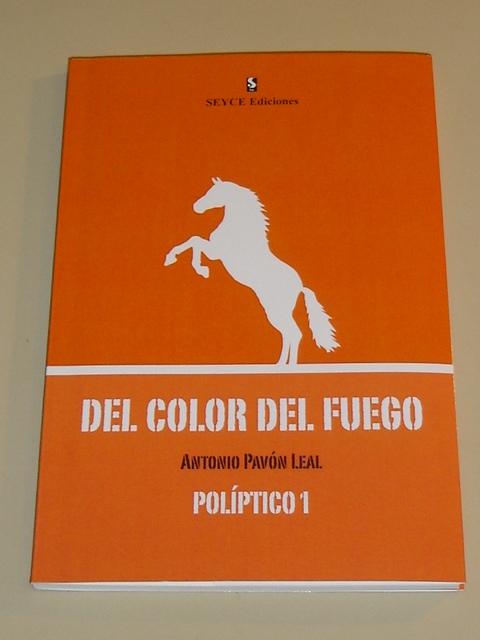 S
SEYCE Ediciones
DEL COLOR DEL FUEGO
ANTONIO PAVÓN LEAL
POLÍPTICO 1